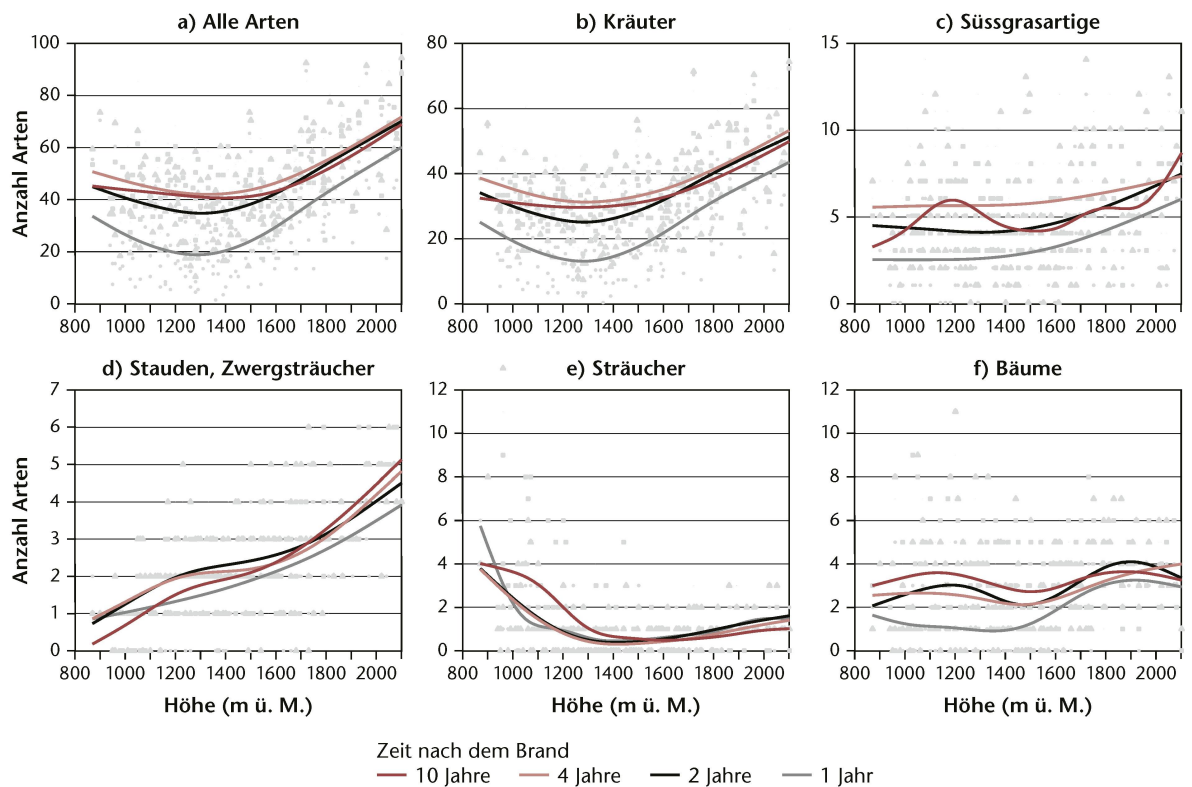 a) Alle Arten
b) Kräuter
c) Süssgrasartige
Anzahl Arten
100
80
60
40
20
0
800 1000 1200 1400 1600 1800 2000
80
60
40
20
0
800 1000 1200 1400 1600 1800 2000
15
10
5
0
800 1000 1200 1400 1600 1800 2000
d) Stauden, Zwergsträucher
e) Sträucher
f) Bäume
Anzahl Arten
7
6
5
4
3
2
1
0
800 1000 1200 1400 1600 1800 2000
Höhe (m ü. M.)
12
10
8
6
4
2
0
800 1000 1200 1400 1600 1800 2000
Höhe (m ü. M.)
12
10
8
6
4
2
0
800 1000 1200 1400 1600 1800 2000
Höhe (m ü. M.)
Zeit nach dem Brand
10 Jahre 4 Jahre 2 Jahre 1 Jahr